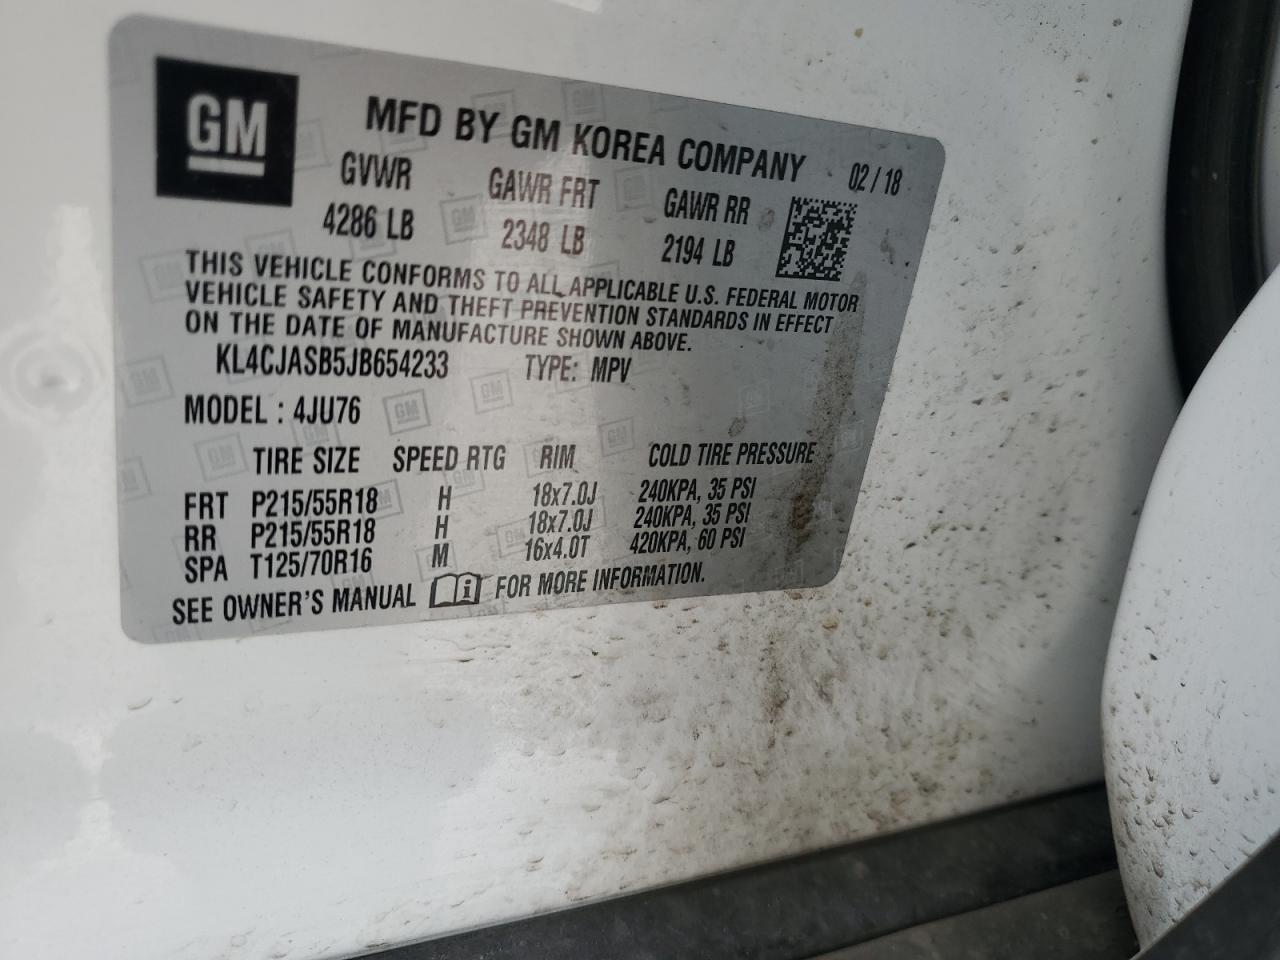 GM
MFD BY GM KOREA COMPANY 02/18
GVWR GAWR FRT GAWR RR
4286 LB 2348 LB 2194 LB
THIS VEHICLE CONFORMS TO ALL APPLICABLE U.S. FEDERAL MOTOR
VEHICLE SAFETY AND THEFT PREVENTION STANDARDS IN EFFECT
ON THE DATE OF MANUFACTURE SHOWN ABOVE.
KL4CJASB5JB654233 TYPE: MPV
MODEL : 4JU76
TIRE SIZE SPEED RTG RIM COLD TIRE PRESSURE
FRT P215/55R18 H 18x7.0J 240KPA, 35 PSI
RR P215/55R18 H 18x7.0J 240KPA, 35 PSI
SPA T125/70R16 M 16x4.0T 420KPA, 60 PSI
SEE OWNER'S MANUAL FOR MORE INFORMATION.